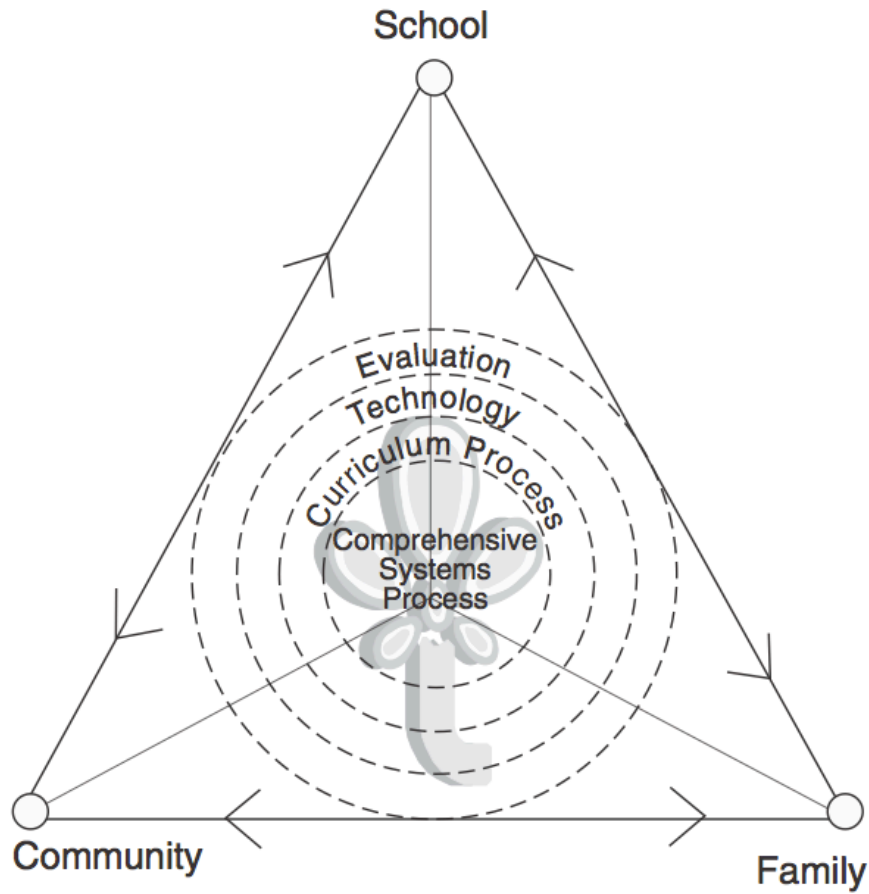 School
Evaluation
Technology
Curriculum Process
Comprehensive
Systems
Process
Community
Family